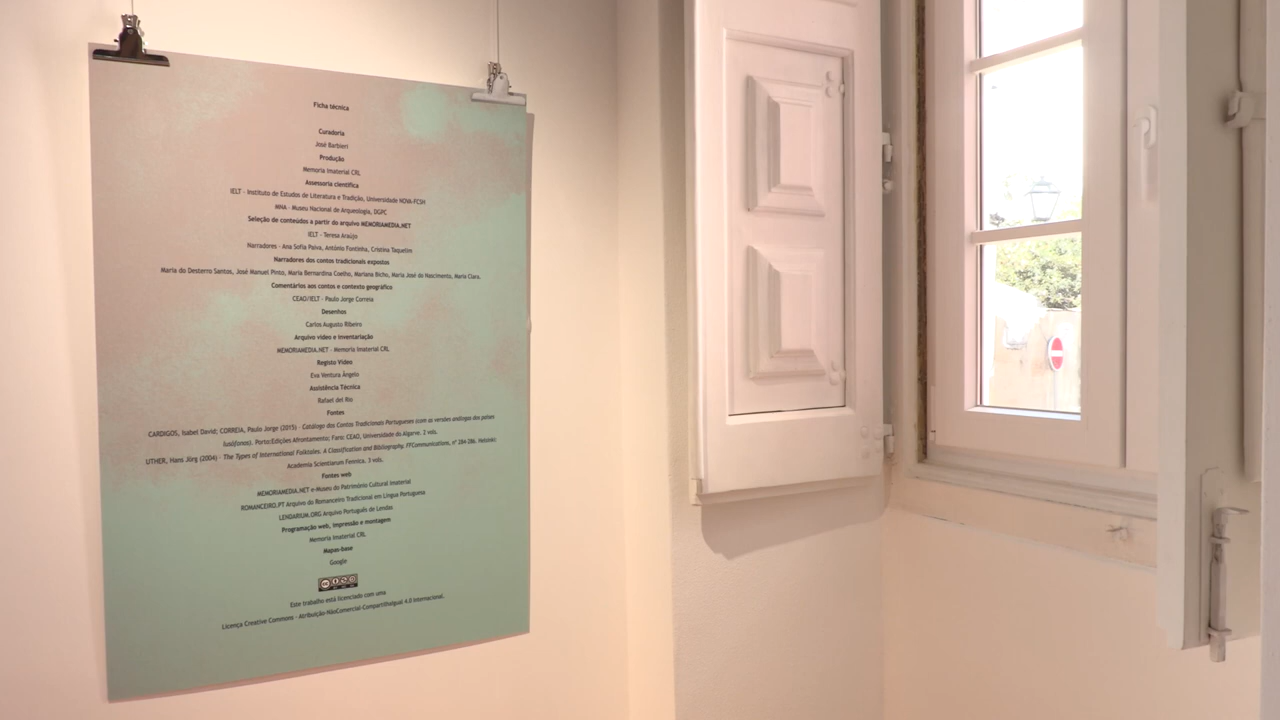 Ficha técnica
Curadoria
José Barbieri
Produção
Memoria Imaterial CRL
Assessoria científica
IELT - Instituto de Estudos de Literatura e Tradição, Universidade NOVA-FCSH
MNA - Museu Nacional de Arqueologia, DGPC
Seleção de conteúdos a partir do arquivo MEMORIAMEDIA.NET
IELT - Teresa Araújo
Narradores - Ana Sofia Paiva, António Fontinha, Cristina Taquelim
Narradores dos contos tradicionais expostos
Maria do Desterro Santos, José Manuel Pinto, Maria Bernardina Coelho, Mariana Bicho, Maria José do Nascimento, Maria Clara.
Comentários aos contos e contexto geográfico
CEAO/IELT - Paulo Jorge Correia
Desenhos
Carlos Augusto Ribeiro
Arquivo vídeo e inventariação
MEMORIAMEDIA.NET - Memoria Imaterial CRL
Registo Vídeo
Eva Ventura Ângelo
Assistência Técnica
Rafael del Rio
Fontes
CARDIGOS, Isabel David; CORREIA, Paulo Jorge (2015) - Catálogo dos Contos Tradicionais Portugueses (com as versões análogas dos países
lusófonos). Porto:Edições Afrontamento; Faro: CEAO, Universidade do Algarve. 2 vols.
UTHER, Hans Jörg (2004) - The Types of International Folktales. A Classification and Bibliography. FFCommunications, nº 284-286. Helsinki:
Academia Scientiarum Fennica. 3 vols.
Fontes web
MEMORIAMEDIA.NET e-Museu do Património Cultural Imaterial
ROMANCEIRO.PT Arquivo do Romanceiro Tradicional em Língua Portuguesa
LENDARIUM.ORG Arquivo Português de Lendas
Programação web, impressão e montagem
Memoria Imaterial CRL
Mapas-base
Google
Este trabalho está licenciado com uma
Licença Creative Commons - Atribuição-NãoComercial-CompartilhaIgual 4.0 Internacional.